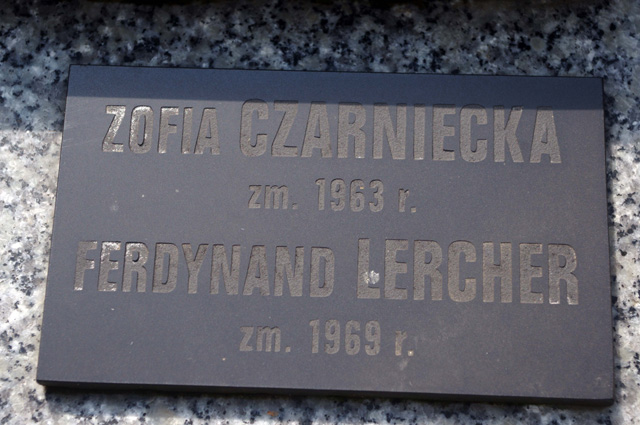 ZOFIA CZARNIECKA
zm. 1963 r.
FERDYNAND LERCHER
zm. 1969 r.